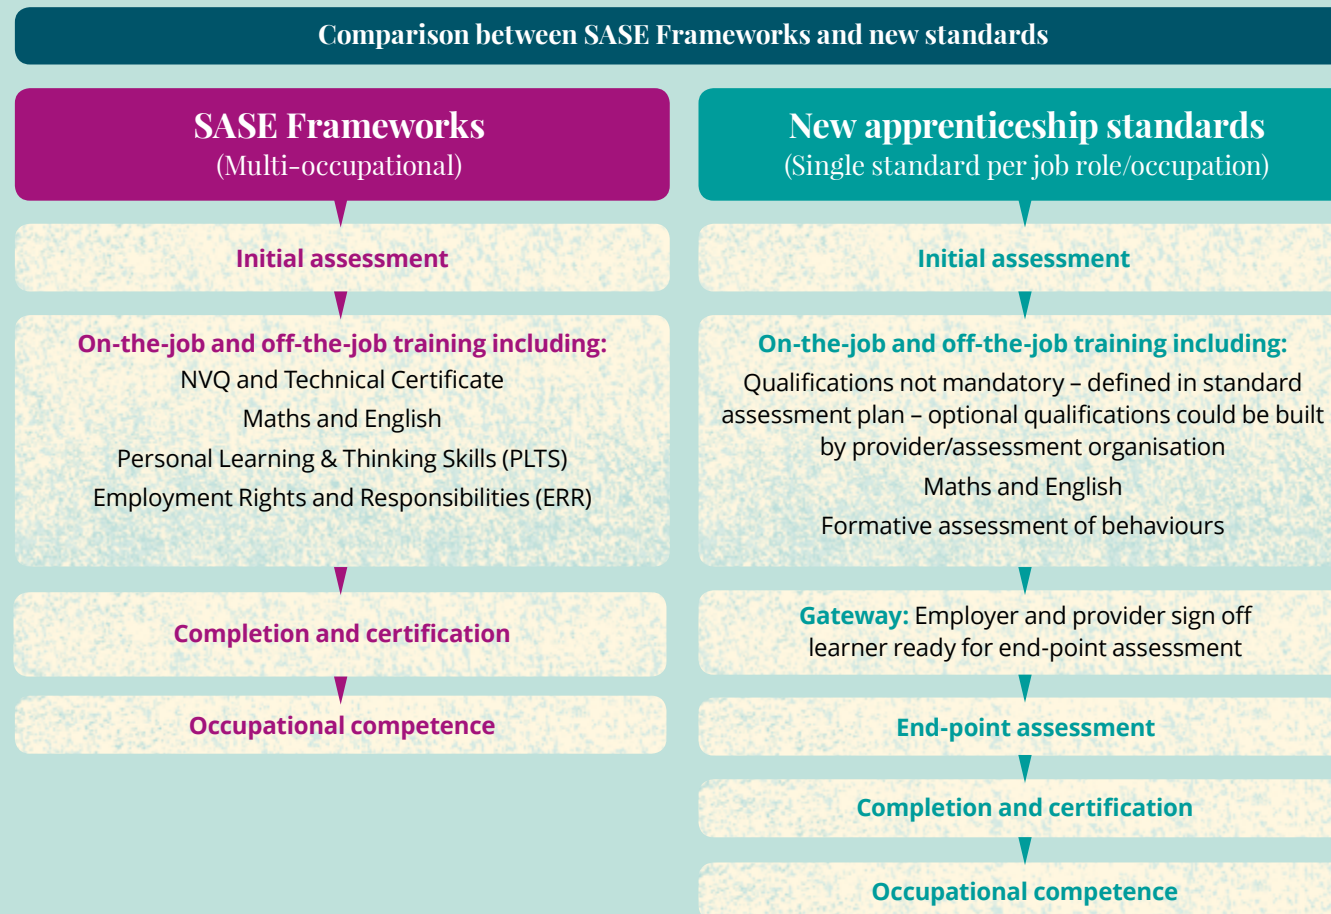 Comparison between SASE Frameworks and new standards
SASE Frameworks
(Multi-occupational)
Initial assessment
On-the-job and off-the-job training including:
NVQ and Technical Certificate
Maths and English
Personal Learning & Thinking Skills (PLTS)
Employment Rights and Responsibilities (ERR)
Completion and certification
Occupational competence
New apprenticeship standards
(Single standard per job role/occupation)
Initial assessment
On-the-job and off-the-job training including:
Qualifications not mandatory – defined in standard
assessment plan – optional qualifications could be built
by provider/assessment organisation
Maths and English
Formative assessment of behaviours
Gateway: Employer and provider sign off
learner ready for end-point assessment
End-point assessment
Completion and certification
Occupational competence